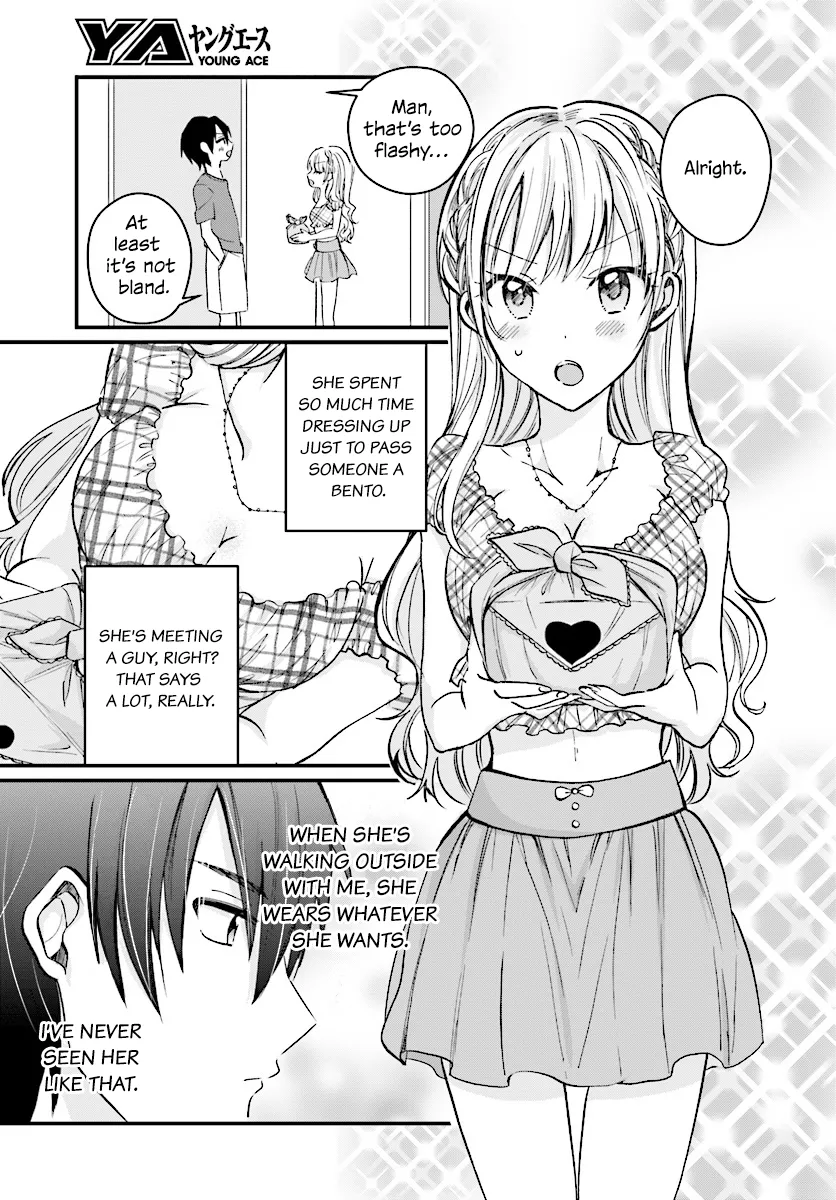 YA ヤングエース
YOUNG ACE
Alright.
Man,
that's too
flashy...
At
least
it's not
bland.
SHE SPENT
SO MUCH TIME
DRESSING UP
JUST TO PASS
SOMEONE A
BENTO.
SHE'S MEETING
A GUY, RIGHT?
THAT SAYS
A LOT, REALLY.
WHEN SHE'S
WALKING OUTSIDE
WITH ME, SHE
WEARS WHATEVER
SHE WANTS.
I'VE NEVER
SEEN HER
LIKE THAT.